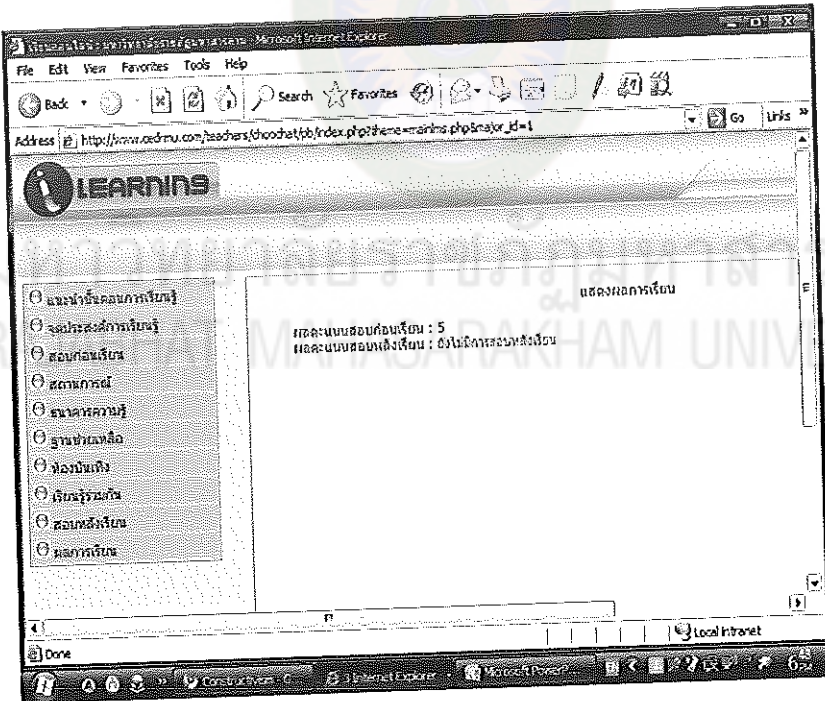 Microsoft Internet Explorer
File Edit View Favorites Tools Help
Back Search Favorites
Address http://www.cedrmu.com/teachers/choochat/pb/index.php?theme=mainlms.php&major_id=1 Go Links »
i LEARNING
แสดงผลการเรียน
แนะนำขั้นตอนการเรียนรู้
จุดประสงค์การเรียนรู้
สอบก่อนเรียน
สถานการณ์
ธนาคารความรู้
ฐานช่วยเหลือ
ห้องบันเทิง
เรียนรู้ร่วมกัน
สอบหลังเรียน
ผลการเรียน
ผลคะแนนสอบก่อนเรียน : 5
ผลคะแนนสอบหลังเรียน : ยังไม่มีการสอบหลังเรียน
Done Local intranet
3 Internet Explorer
MAHASARAKHAM UNIV